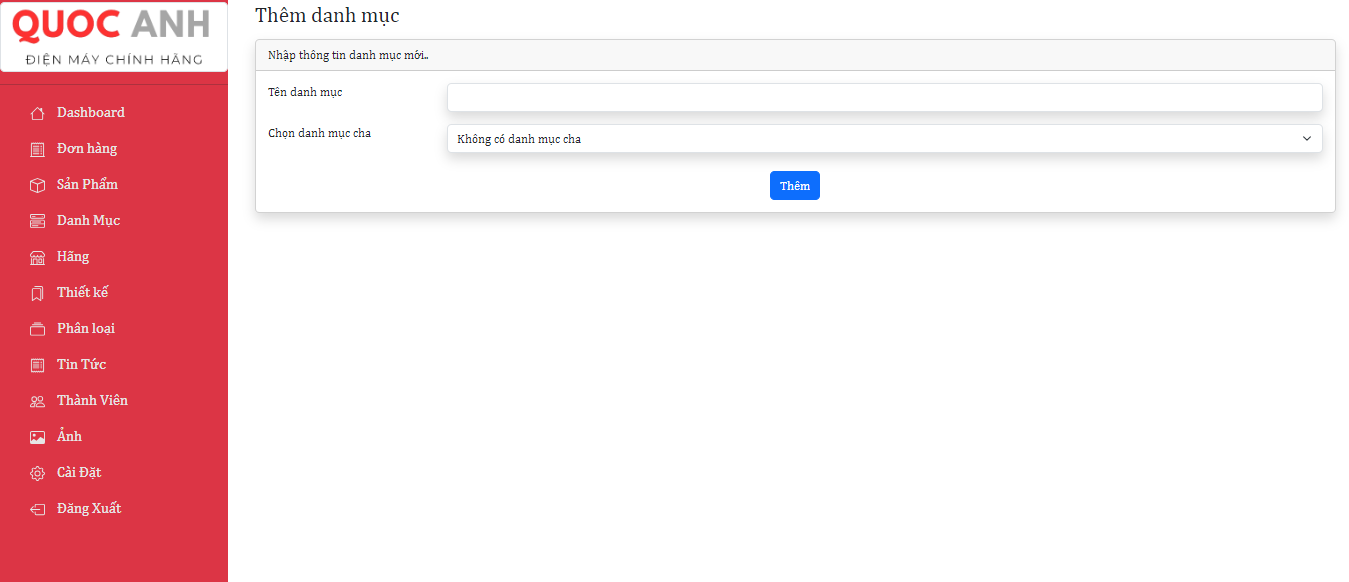 QUOC ANH
ĐIỆN MÁY CHÍNH HÃNG
Dashboard
Đơn hàng
Sản Phẩm
Danh Mục
Hãng
Thiết kế
Phân loại
Tin Tức
Thành Viên
Ảnh
Cài Đặt
Đăng Xuất
Thêm danh mục
Nhập thông tin danh mục mới..
Tên danh mục
Chọn danh mục cha
Không có danh mục cha
Thêm